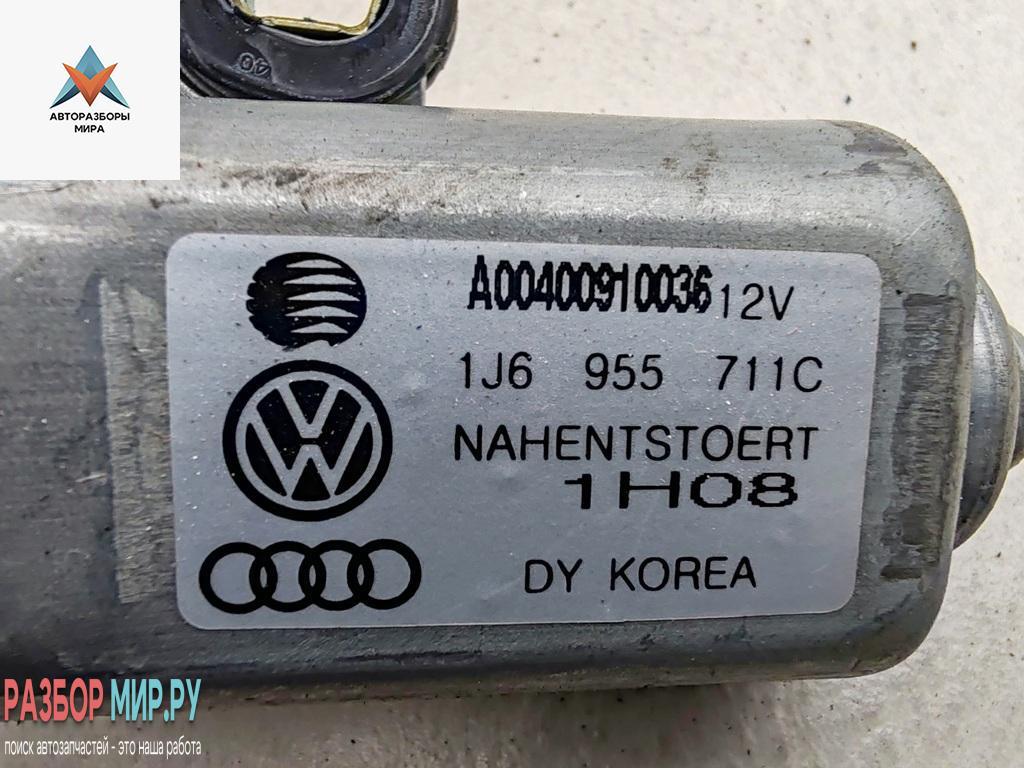 40
АВТОРАЗБОРЫ
МИРА
A00400910036 12V
1J6 955 711C
NAHENTSTOERT
1H08
DY KOREA
РАЗБОР МИР.РУ
поиск автозапчастей - это наша работа